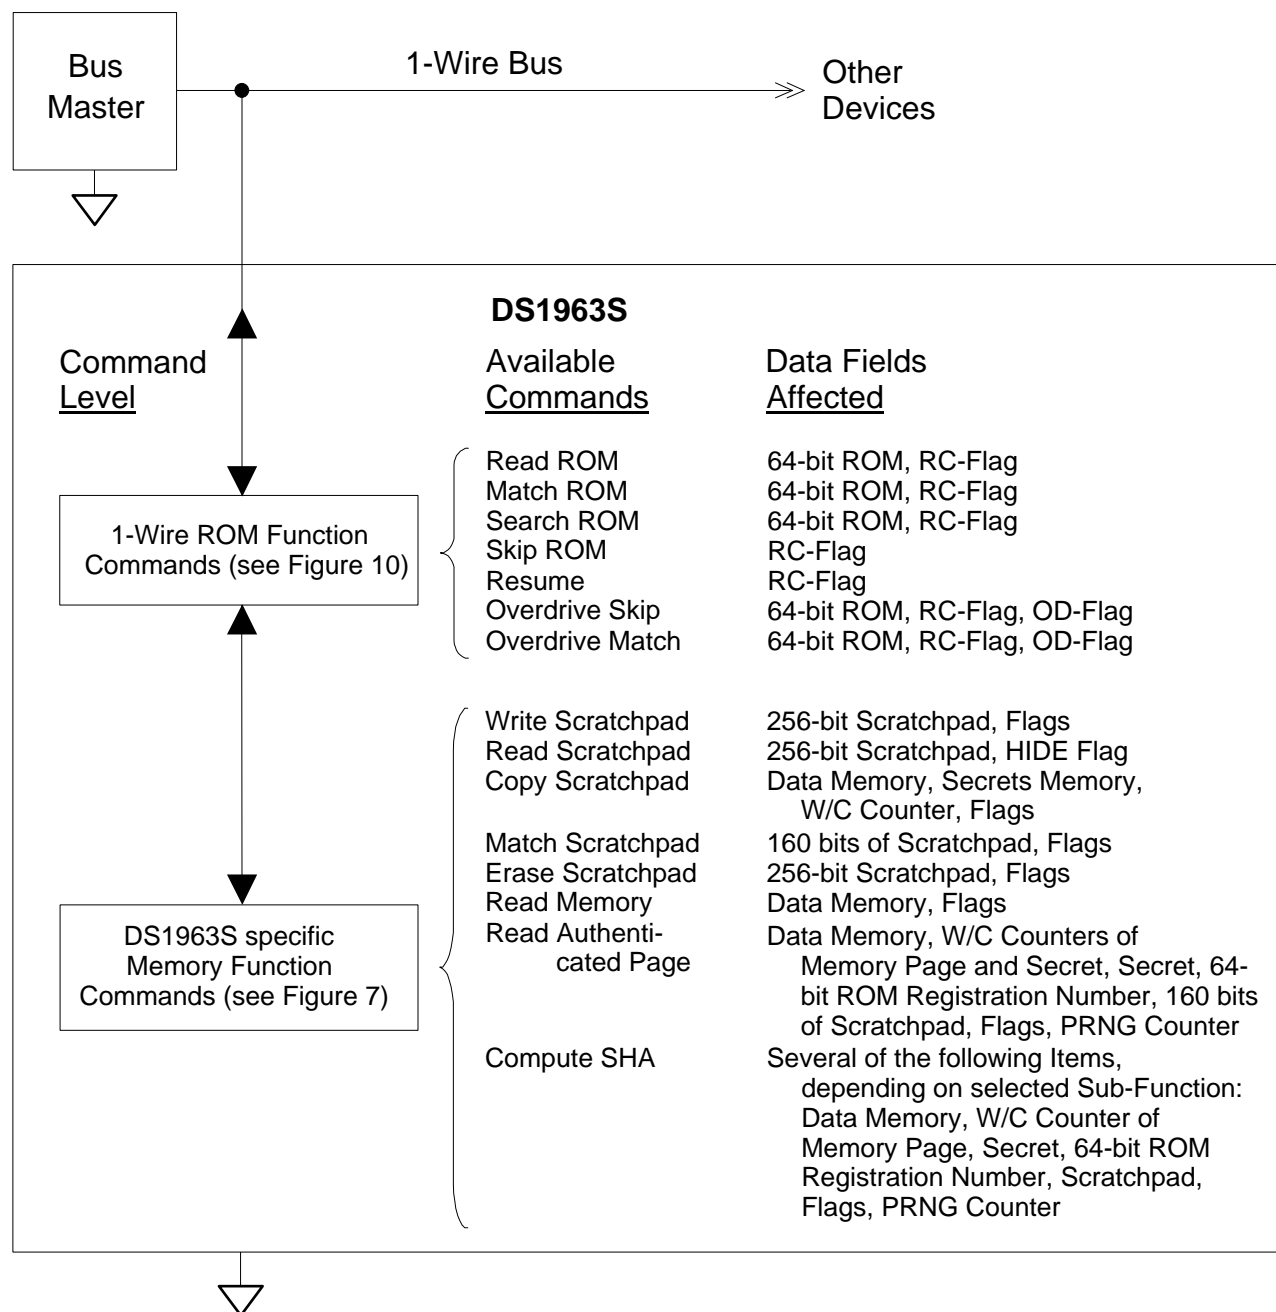 Bus
Master
1-Wire Bus
Other
Devices
DS1963S
Command
Level
Available
Commands
Data Fields
Affected
1-Wire ROM Function
Commands (see Figure 10)
Read ROM 64-bit ROM, RC-Flag
Match ROM 64-bit ROM, RC-Flag
Search ROM 64-bit ROM, RC-Flag
Skip ROM RC-Flag
Resume RC-Flag
Overdrive Skip 64-bit ROM, RC-Flag, OD-Flag
Overdrive Match 64-bit ROM, RC-Flag, OD-Flag
DS1963S specific
Memory Function
Commands (see Figure 7)
Write Scratchpad 256-bit Scratchpad, Flags
Read Scratchpad 256-bit Scratchpad, HIDE Flag
Copy Scratchpad Data Memory, Secrets Memory,
W/C Counter, Flags
Match Scratchpad 160 bits of Scratchpad, Flags
Erase Scratchpad 256-bit Scratchpad, Flags
Read Memory Data Memory, Flags
Read Authenti- Data Memory, W/C Counters of
cated Page Memory Page and Secret, Secret, 64-
bit ROM Registration Number, 160 bits
of Scratchpad, Flags, PRNG Counter
Compute SHA Several of the following Items,
depending on selected Sub-Function:
Data Memory, W/C Counter of
Memory Page, Secret, 64-bit ROM
Registration Number, Scratchpad,
Flags, PRNG Counter